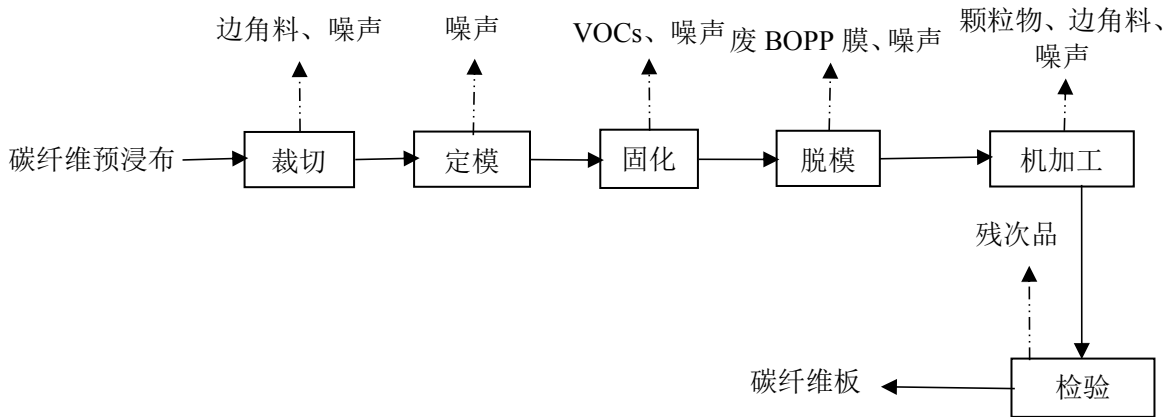 边角料、噪声
噪声
VOCs、噪声
废 BOPP 膜、噪声
颗粒物、边角料、
噪声
碳纤维预浸布
裁切
定模
固化
脱模
机加工
残次品
碳纤维板
检验